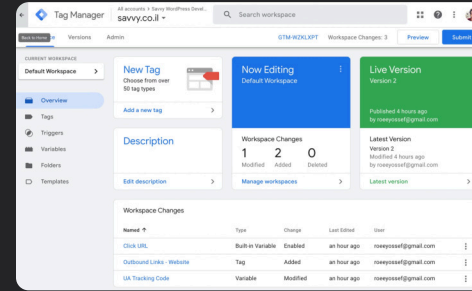 Tag Manager
All accounts > Savvy WordPress Devel...
savvy.co.il
Search workspace
Back to Home
Versions
Admin
GTM-WZKLXPT
Workspace Changes: 3
Preview
Submit
CURRENT WORKSPACE
Default Workspace
Overview
Tags
Triggers
Variables
Folders
Templates
New Tag
Choose from over
50 tag types
Add a new tag
Description
Edit description
Now Editing
Default Workspace
Workspace Changes
1 2 0
Modified Added Deleted
Manage workspaces
Live Version
Version 2
Published 4 hours ago
by roeeyossef@gmail.com
Latest Version
Version 2
Modified 4 hours ago
by roeeyossef@gmail.com
Latest version
Workspace Changes
Named ↑ Type Change Last Edited User
Click URL Built-in Variable Enabled an hour ago roeeyossef@gmail.com
Outbound Links - Website Tag Added an hour ago roeeyossef@gmail.com
UA Tracking Code Variable Modified an hour ago roeeyossef@gmail.com